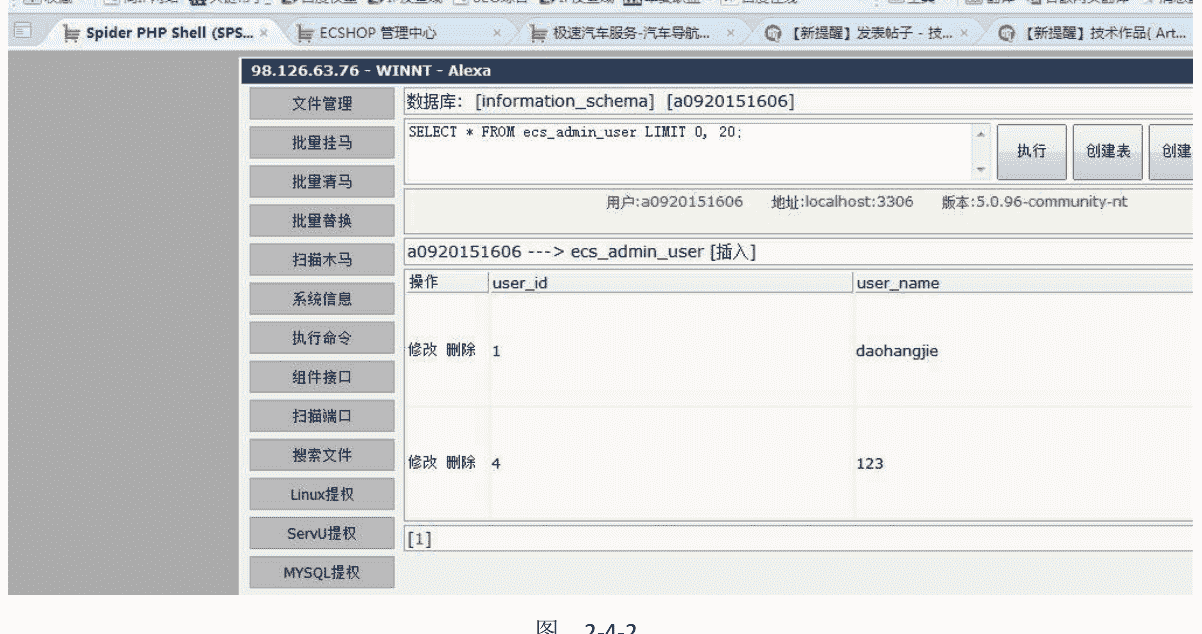 Spider PHP Shell (SPS... × ECSHOP 管理中心 × 极速汽车服务-汽车导航... × 【新提醒】发表帖子 - 技... × 【新提醒】技术作品{ Art...
98.126.63.76 - WINNT - Alexa
文件管理
批量挂马
批量清马
批量替换
扫描木马
系统信息
执行命令
组件接口
扫描端口
搜索文件
Linux提权
ServU提权
MYSQL提权
数据库: [information_schema] [a0920151606]
SELECT * FROM ecs_admin_user LIMIT 0, 20;
执行 创建表 创建
用户:a0920151606 地址:localhost:3306 版本:5.0.96-community-nt
a0920151606 ---> ecs_admin_user [插入]
操作 user_id user_name
修改 删除 1 daohangjie
修改 删除 4 123
[1]
图 2-4-2